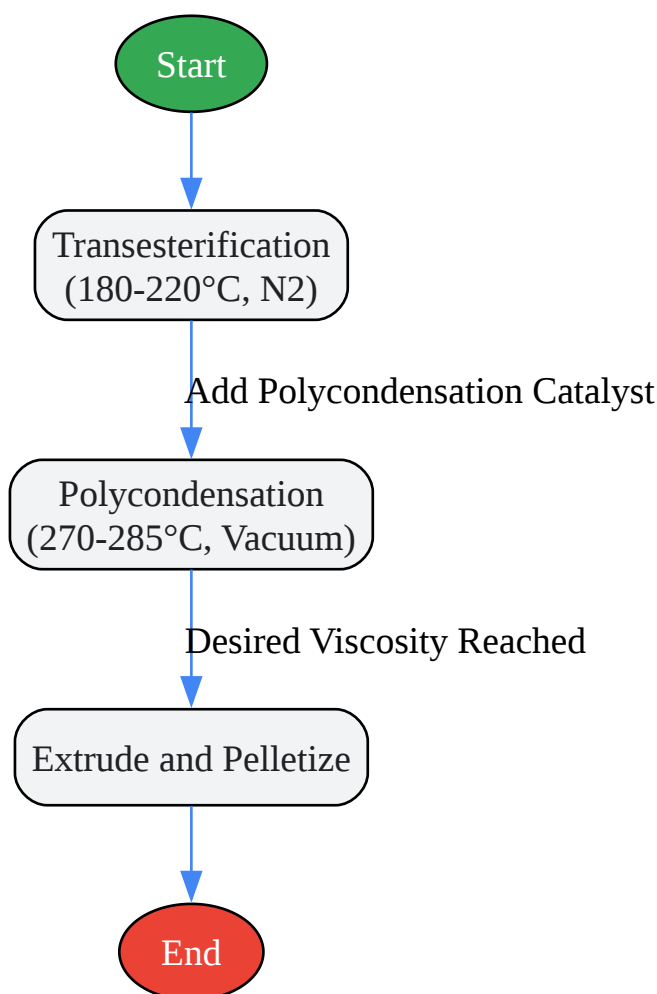 Start
Transesterification
(180-220°C, N2)
Add Polycondensation Catalyst
Polycondensation
(270-285°C, Vacuum)
Desired Viscosity Reached
Extrude and Pelletize
End